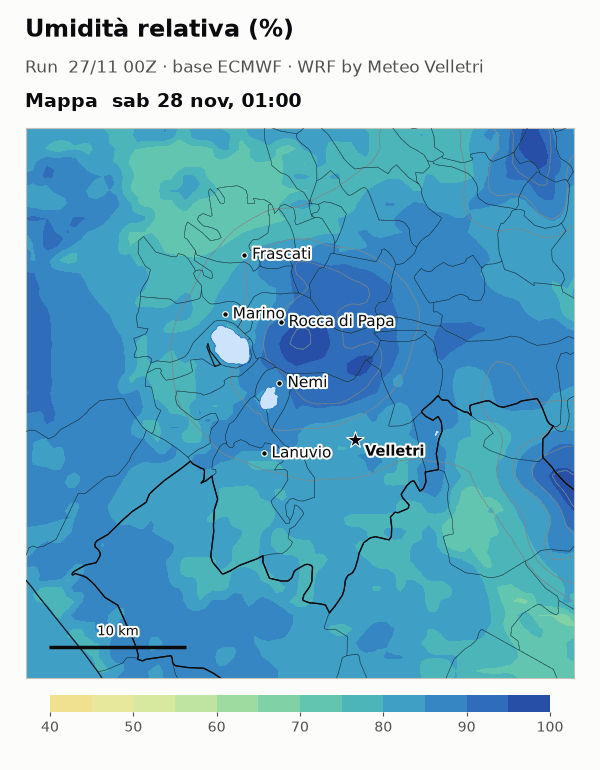 Umidità relativa (%)
Run  27/11 00Z · base ECMWF · WRF by Meteo Velletri
Mappa  sab 28 nov, 01:00
Frascati
Marino
Rocca di Papa
Nemi
Velletri
Lanuvio
10 km
40 50 60 70 80 90 100